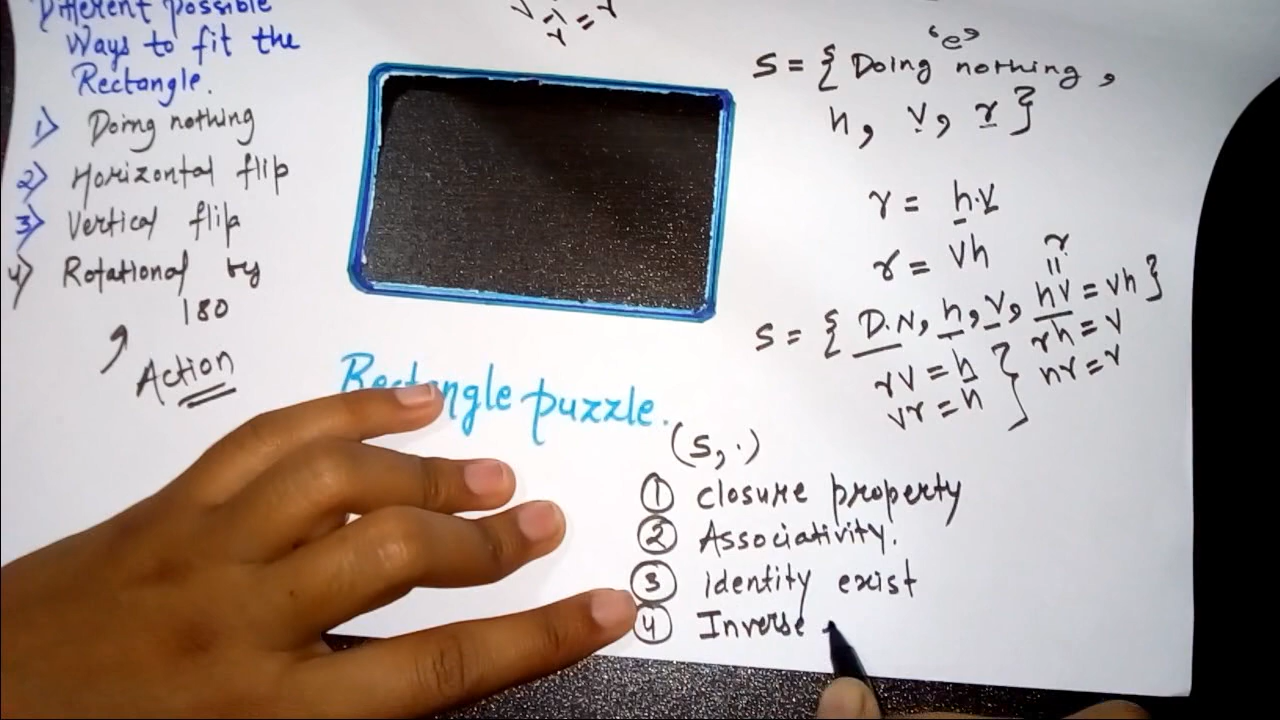 Different possible
Ways to fit the
Rectangle.
1) Doing nothing
2) Horizontal flip
3) Vertical flip
4) Rotational by
180
Action
Rectangle puzzle.
'e'
S = { Doing nothing,
h, v, r }
r = h.v
r = vh
r
=
S = { D.N, h, v, hv = vh }
rv = h } rh = v
vr = h hr = v
(S, .)
1 closure property
2 Associativity.
3 identity exist
4 Inverse